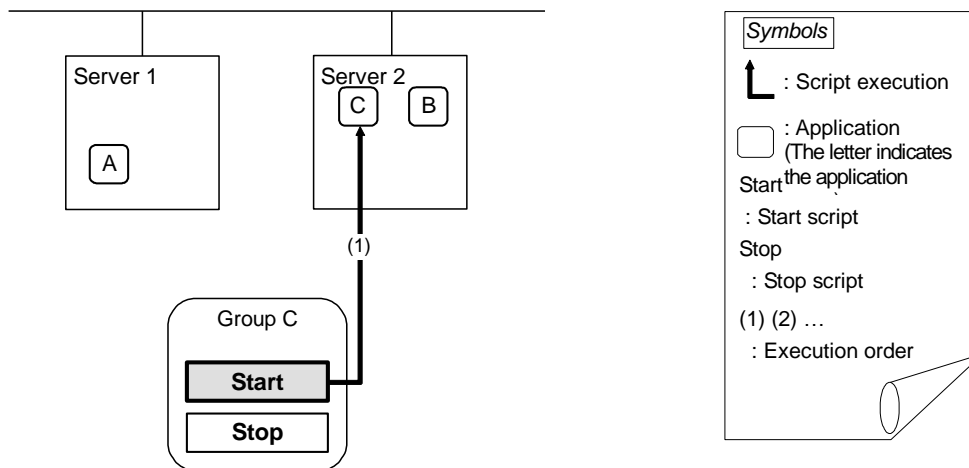 Server 1
Server 2
C
B
A
(1)
Group C
Start
Stop
Symbols
: Script execution
: Application
(The letter indicates
the application
Start
: Start script
Stop
: Stop script
(1) (2) …
: Execution order